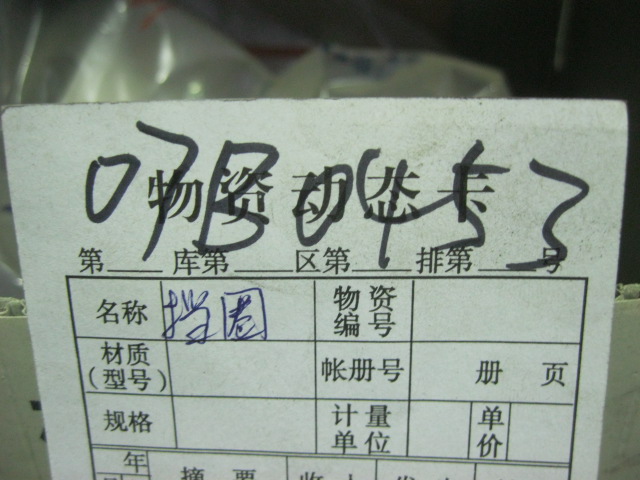 07B0453
物资动态卡
第 库第 区第 排第 号
名称 挡圈 物资编号
材质(型号) 帐册号 册 页
规格 计量单位 单价
年 摘要